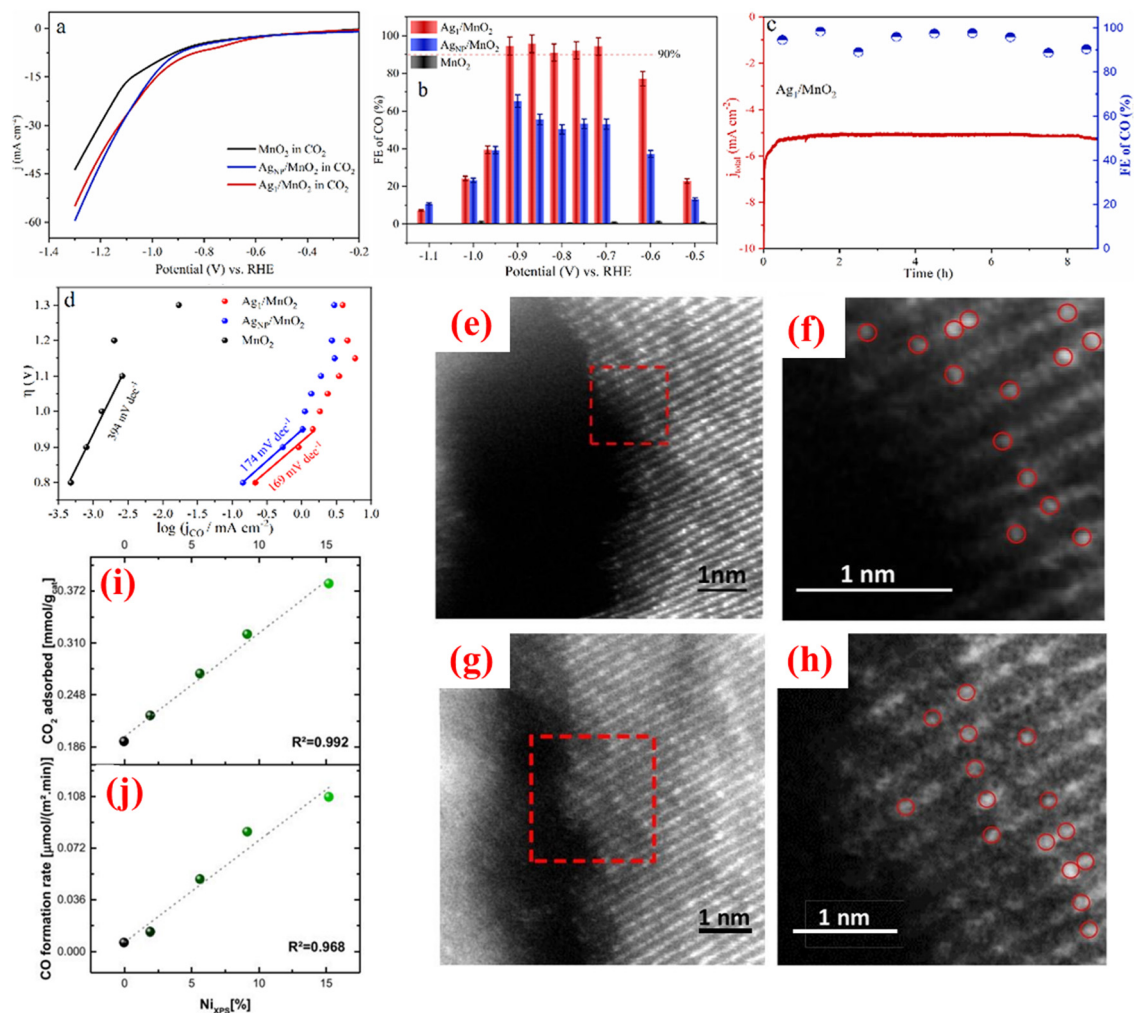 a
j (mA cm⁻²)
0
-15
-30
-45
-60
MnO₂ in CO₂
Ag_NP/MnO₂ in CO₂
Ag₁/MnO₂ in CO₂
-1.4 -1.2 -1.0 -0.8 -0.6 -0.4 -0.2
Potential (V) vs. RHE
b
FE of CO (%)
100
80
60
40
20
0
Ag₁/MnO₂
Ag_NP/MnO₂
MnO₂
90%
-1.1 -1.0 -0.9 -0.8 -0.7 -0.6 -0.5
Potential (V) vs. RHE
c
j_total (mA cm⁻²)
0
-2
-4
-5
-6
-8
-10
Ag₁/MnO₂
FE of CO (%)
100
80
60
40
20
0
0 2 4 6 8
Time (h)
d
η (V)
1.3
1.2
1.1
1.0
0.9
0.8
Ag₁/MnO₂
Ag_NP/MnO₂
MnO₂
394 mV dec⁻¹
174 mV dec⁻¹
169 mV dec⁻¹
-3.5 -3.0 -2.5 -2.0 -1.5 -1.0 -0.5 0.0 0.5 1.0
log (j_CO / mA cm⁻²)
(e)
1nm
(f)
1 nm
(g)
1 nm
(h)
1 nm
0 5 10 15
(i)
CO₂ adsorbed [mmol/g_cat]
0.372
0.310
0.248
0.186
R²=0.992
(j)
CO formation rate [μmol/(m².min)]
0.108
0.072
0.036
0.000
R²=0.968
0 5 10 15
Ni_XPS[%]